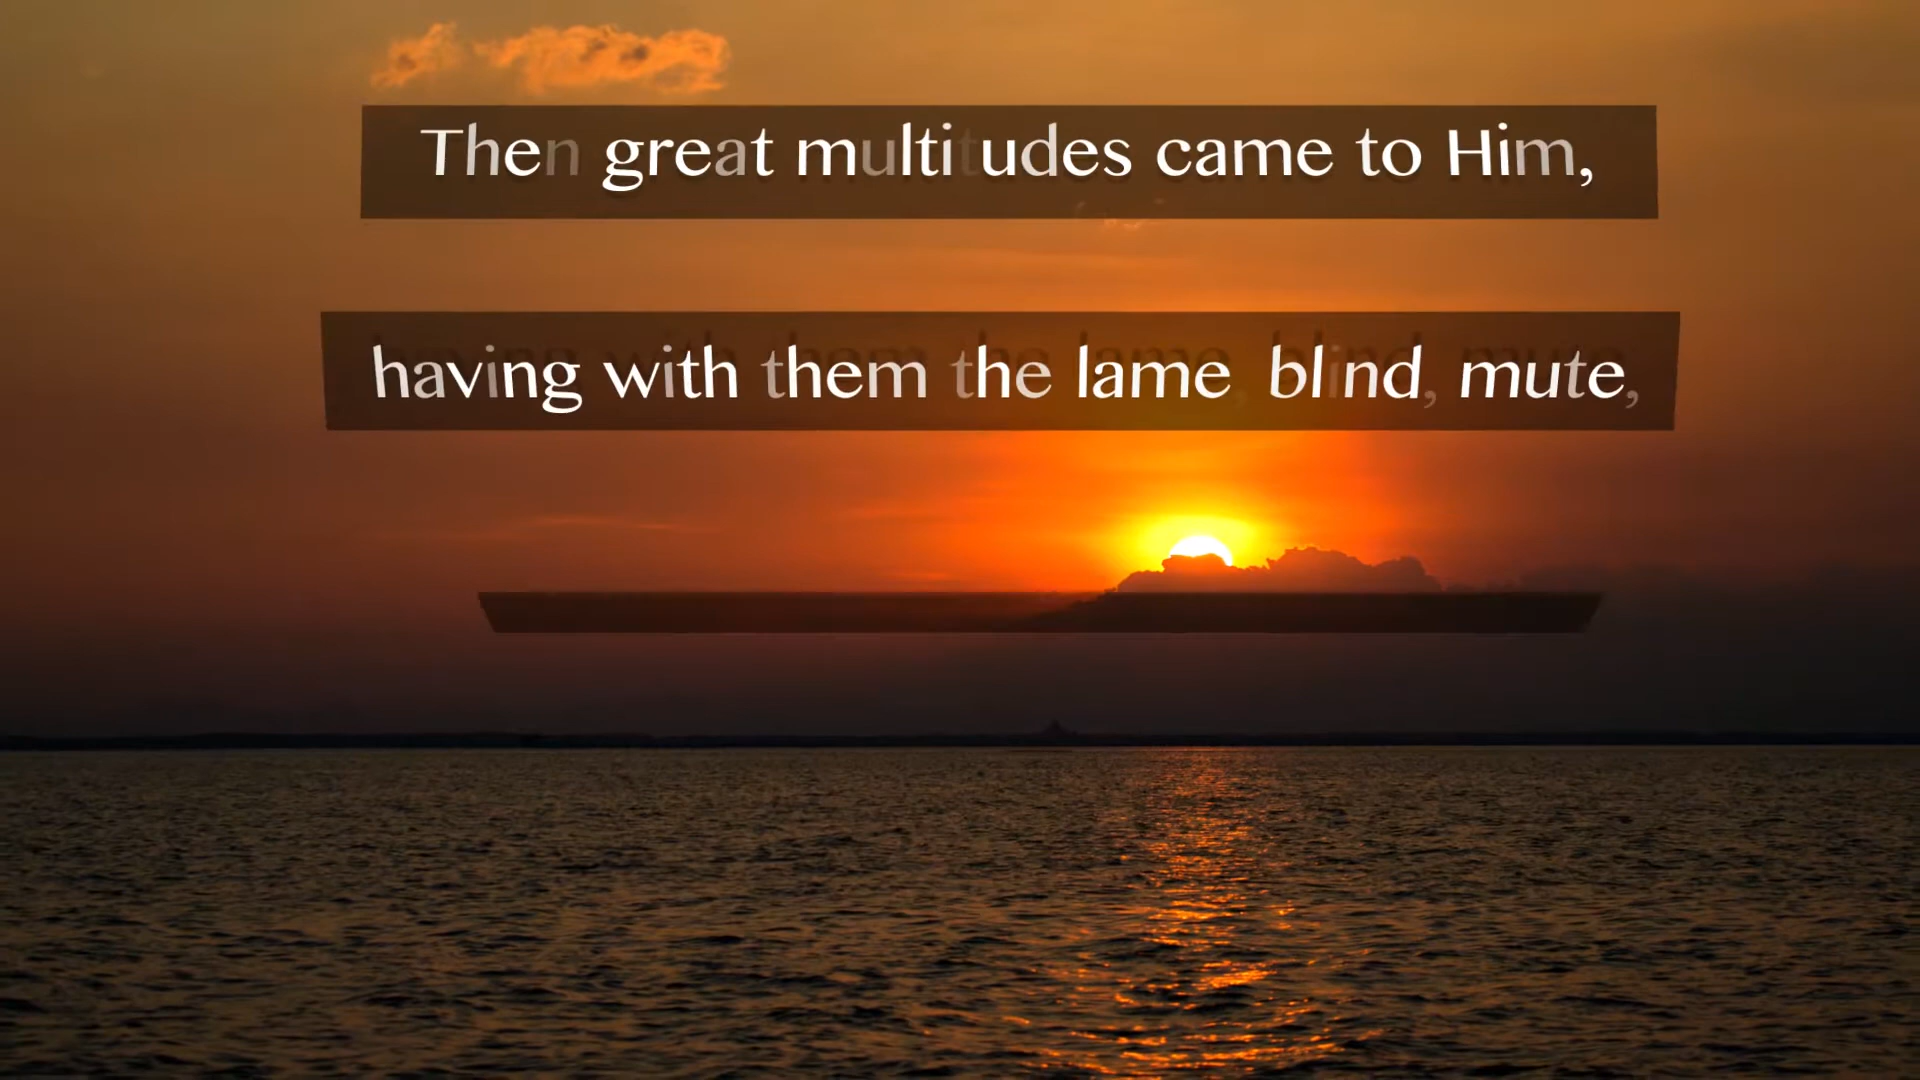 Then great multitudes came to Him,
having with them the lame, blind, mute,